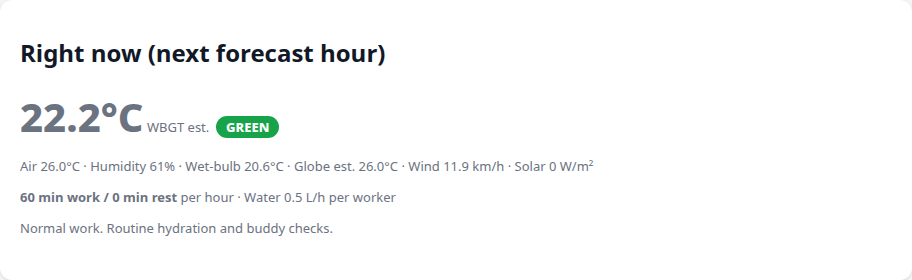 Right now (next forecast hour)
22.2°C WBGT est. GREEN
Air 26.0°C · Humidity 61% · Wet-bulb 20.6°C · Globe est. 26.0°C · Wind 11.9 km/h · Solar 0 W/m²
60 min work / 0 min rest per hour · Water 0.5 L/h per worker
Normal work. Routine hydration and buddy checks.